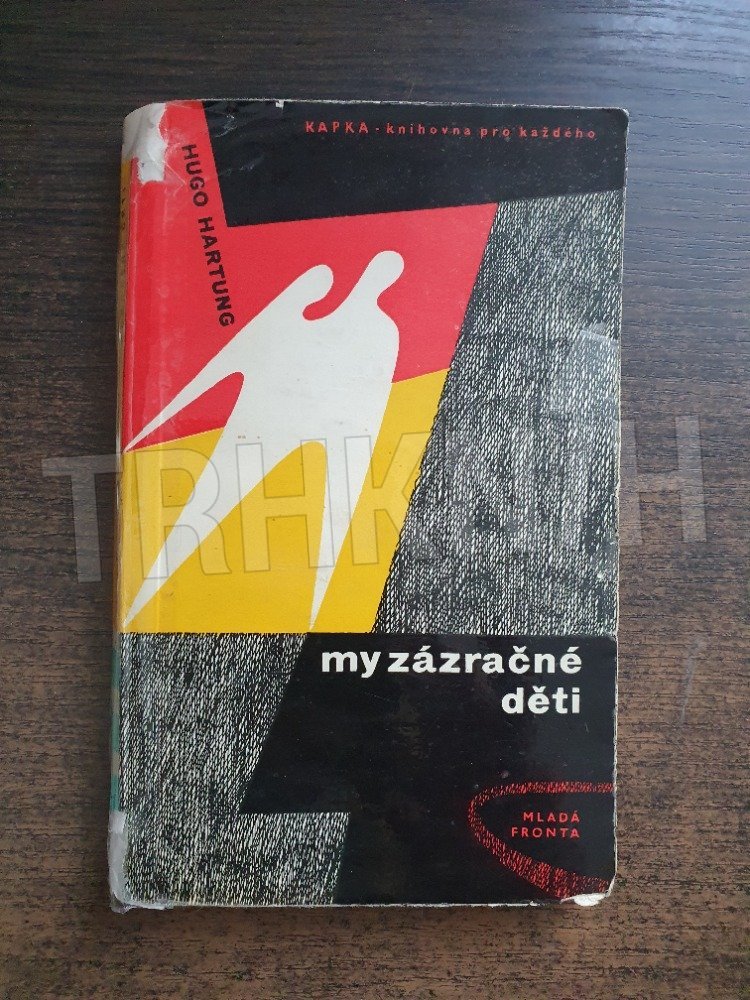 KAPKA - knihovna pro každého
HUGO HARTUNG
my zázračné
děti
MLADÁ
FRONTA